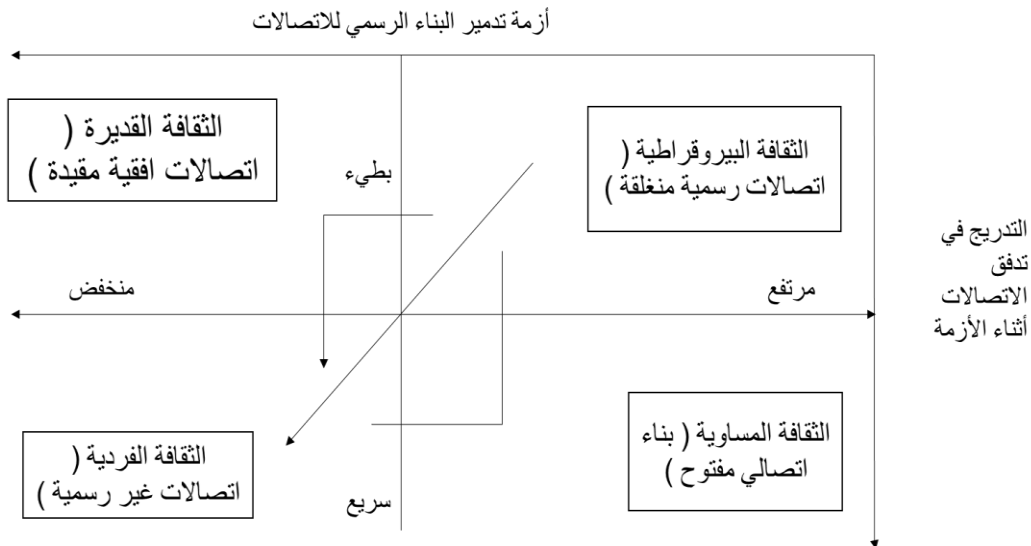 أزمة تدمير البناء الرسمي للاتصالات
الثقافة البيروقراطية (
اتصالات رسمية منغلقة )
الثقافة القديرة (
اتصالات افقية مقيدة )
بطيء
التدريج في
تدفق
الاتصالات
أثناء الأزمة
مرتفع
منخفض
الثقافة المساوية ( بناء
اتصالي مفتوح )
الثقافة الفردية (
اتصالات غير رسمية )
سريع